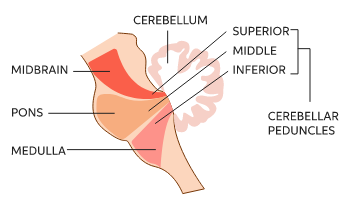 CEREBELLUM
SUPERIOR
MIDDLE
INFERIOR
MIDBRAIN
PONS
MEDULLA
CEREBELLAR
PEDUNCLES